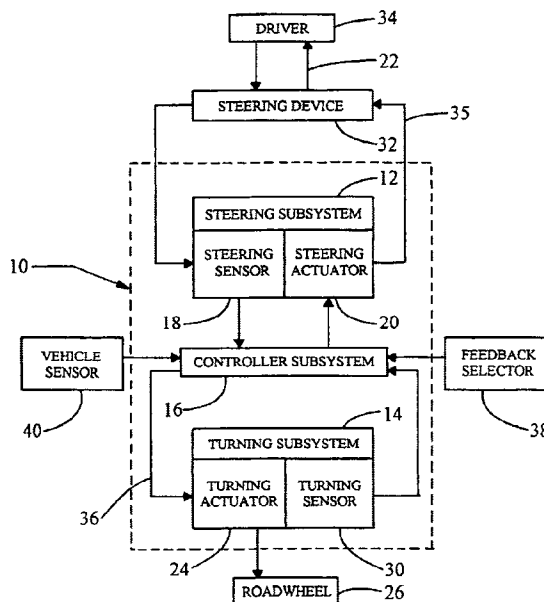 DRIVER
34
22
STEERING DEVICE
35
32
12
STEERING SUBSYSTEM
STEERING
SENSOR
STEERING
ACTUATOR
10
18
20
VEHICLE
SENSOR
CONTROLLER SUBSYSTEM
FEEDBACK
SELECTOR
40
16
14
38
TURNING SUBSYSTEM
TURNING
ACTUATOR
TURNING
SENSOR
36
24
30
ROADWHEEL
26